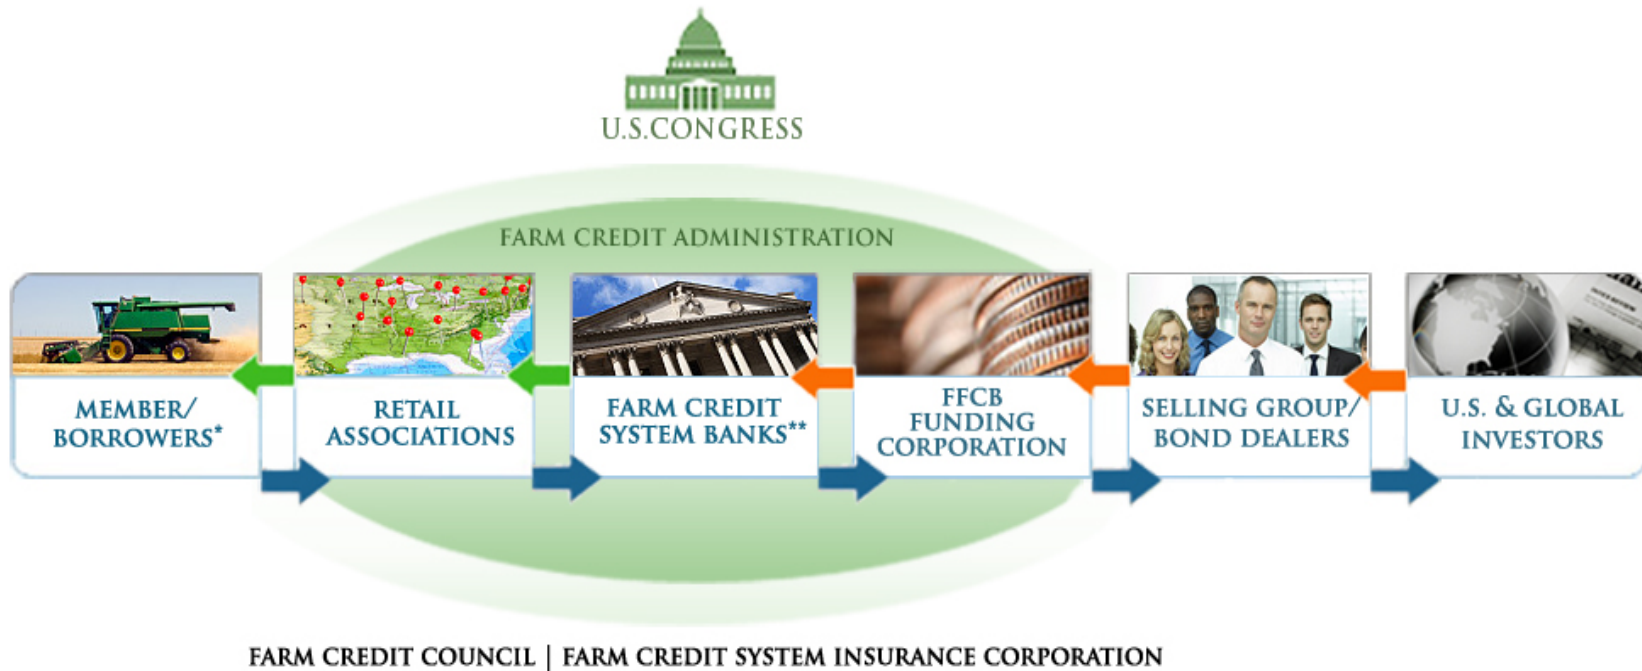 U.S.CONGRESS
FARM CREDIT ADMINISTRATION
MEMBER/
BORROWERS*
RETAIL
ASSOCIATIONS
FARM CREDIT
SYSTEM BANKS**
FFCB
FUNDING
CORPORATION
SELLING GROUP/
BOND DEALERS
U.S. & GLOBAL
INVESTORS
FARM CREDIT COUNCIL | FARM CREDIT SYSTEM INSURANCE CORPORATION